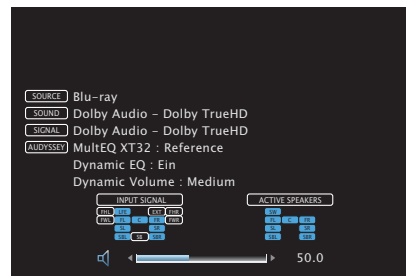 SOURCE Blu-ray
SOUND Dolby Audio – Dolby TrueHD
SIGNAL Dolby Audio – Dolby TrueHD
AUDYSSEY MultEQ XT32 : Reference
Dynamic EQ : Ein
Dynamic Volume : Medium
INPUT SIGNAL ACTIVE SPEAKERS
FHL LFE EXT FHR SW
FWL FL C FR FWR FL C FR
SL SR SL SR
SBL SB SBR SBL SBR
50.0